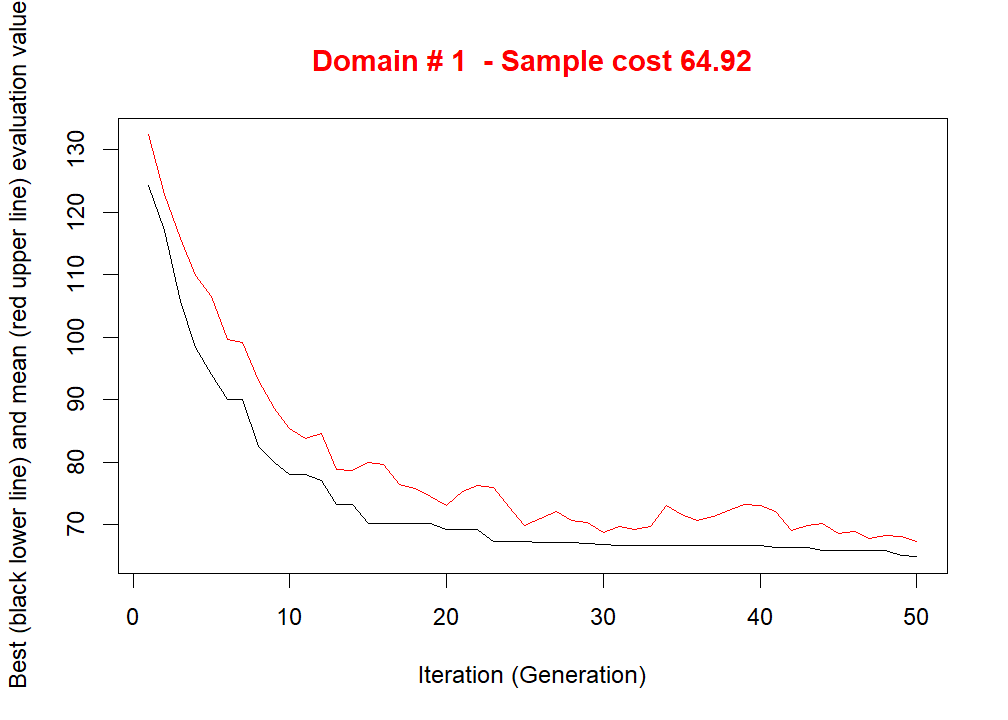 Domain # 1  - Sample cost 64.92
Best (black lower line) and mean (red upper line) evaluation value
130
120
110
100
90
80
70
0 10 20 30 40 50
Iteration (Generation)